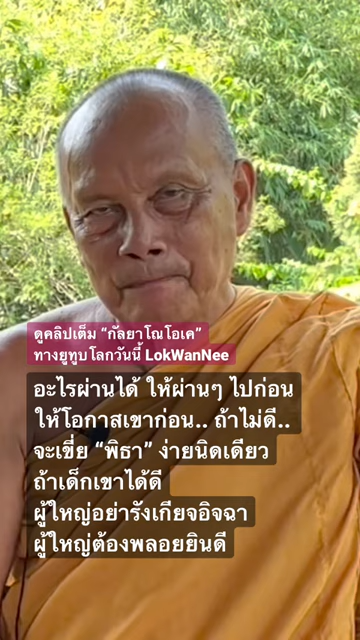 ดูคลิปเต็ม “กัลยาโณโอเค”
ทางยูทูบโลกวันนี้ LokWanNee
อะไรผ่านได้ ให้ผ่านๆ ไปก่อน
ให้โอกาสเขาก่อน.. ถ้าไม่ดี..
จะเขี่ย “พิธา” ง่ายนิดเดียว
ถ้าเด็กเขาได้ดี
ผู้ใหญ่อย่ารังเกียจอิจฉา
ผู้ใหญ่ต้องพลอยยินดี